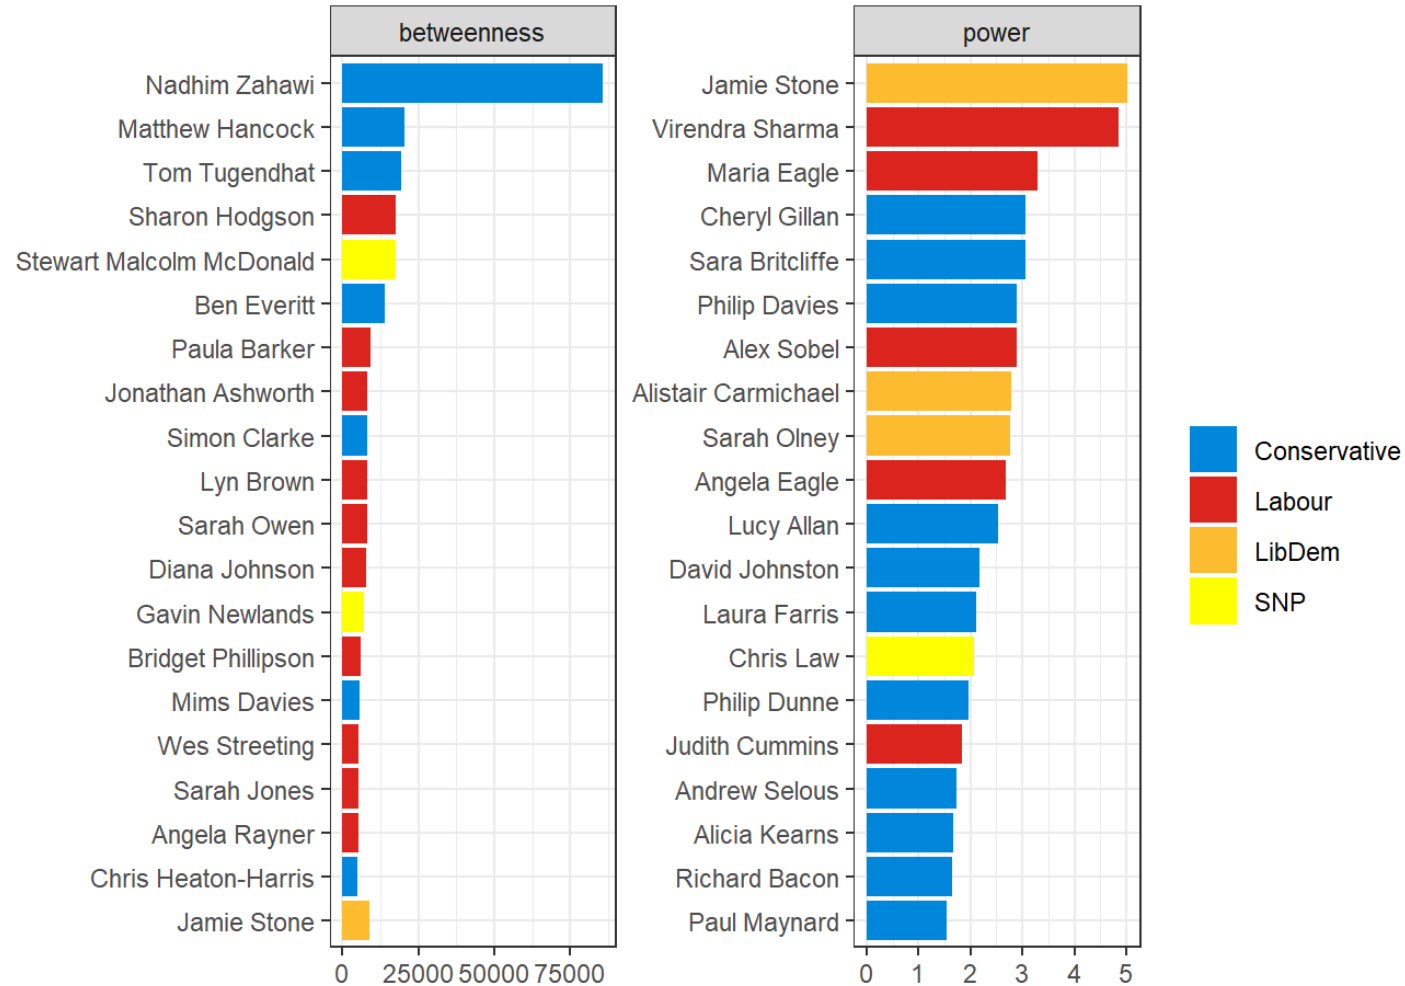 betweenness
Nadhim Zahawi
Matthew Hancock
Tom Tugendhat
Sharon Hodgson
Stewart Malcolm McDonald
Ben Everitt
Paula Barker
Jonathan Ashworth
Simon Clarke
Lyn Brown
Sarah Owen
Diana Johnson
Gavin Newlands
Bridget Phillipson
Mims Davies
Wes Streeting
Sarah Jones
Angela Rayner
Chris Heaton-Harris
Jamie Stone
0 25000 50000 75000
power
Jamie Stone
Virendra Sharma
Maria Eagle
Cheryl Gillan
Sara Britcliffe
Philip Davies
Alex Sobel
Alistair Carmichael
Sarah Olney
Angela Eagle
Lucy Allan
David Johnston
Laura Farris
Chris Law
Philip Dunne
Judith Cummins
Andrew Selous
Alicia Kearns
Richard Bacon
Paul Maynard
0 1 2 3 4 5
Conservative
Labour
LibDem
SNP